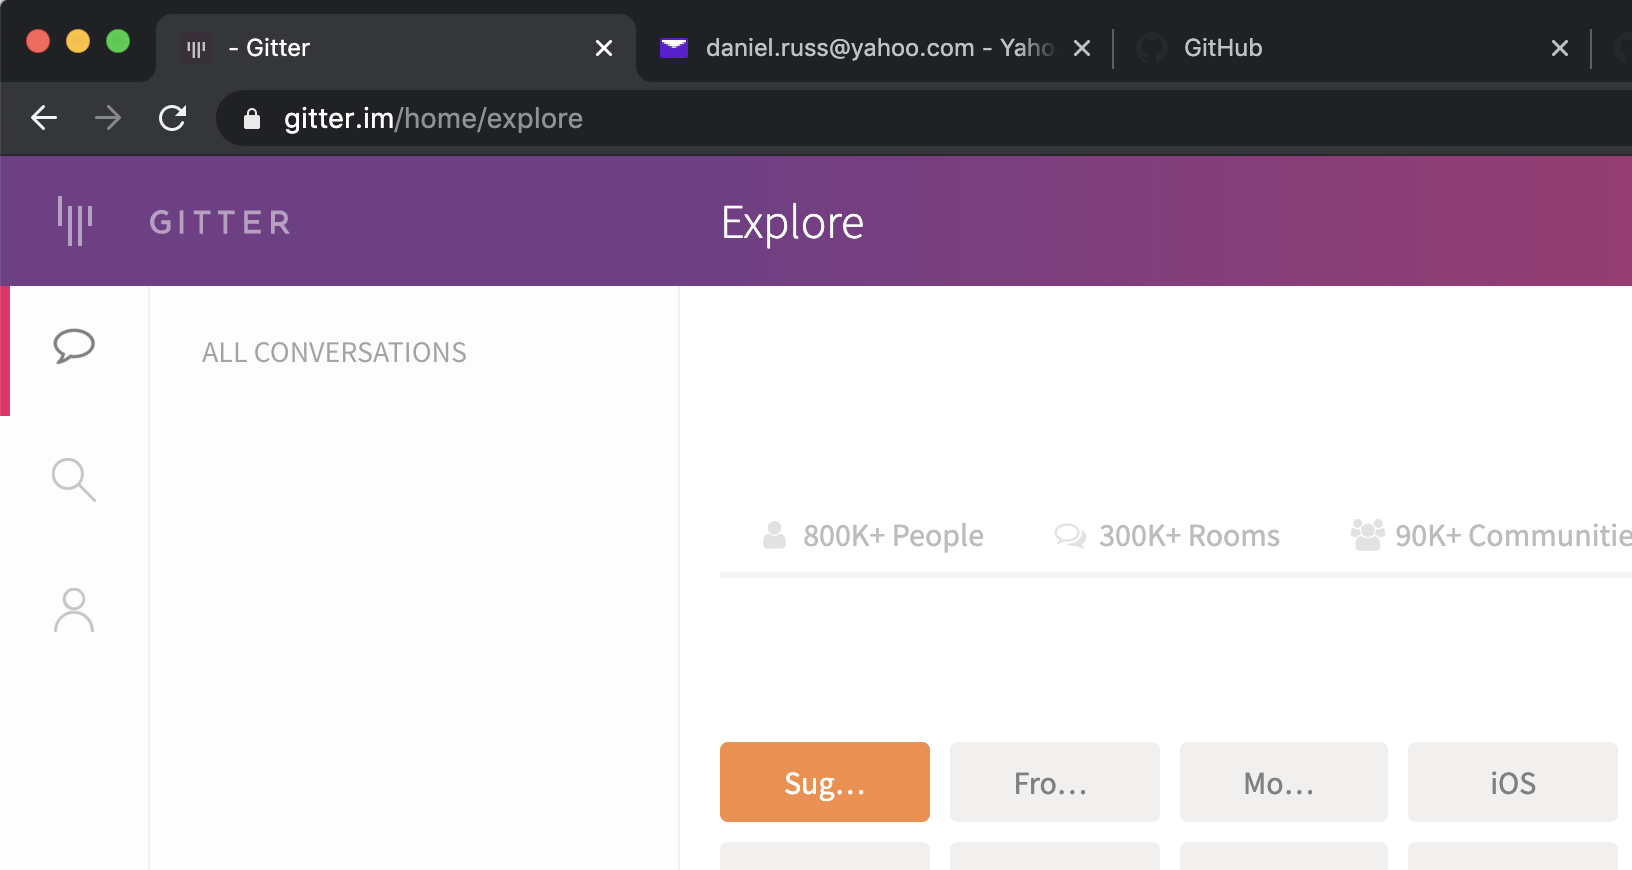 - Gitter
daniel.russ@yahoo.com - Yaho
GitHub
gitter.im/home/explore
GITTER
Explore
ALL CONVERSATIONS
800K+ People
300K+ Rooms
90K+ Communitie
Sug...
Fro...
Mo...
iOS